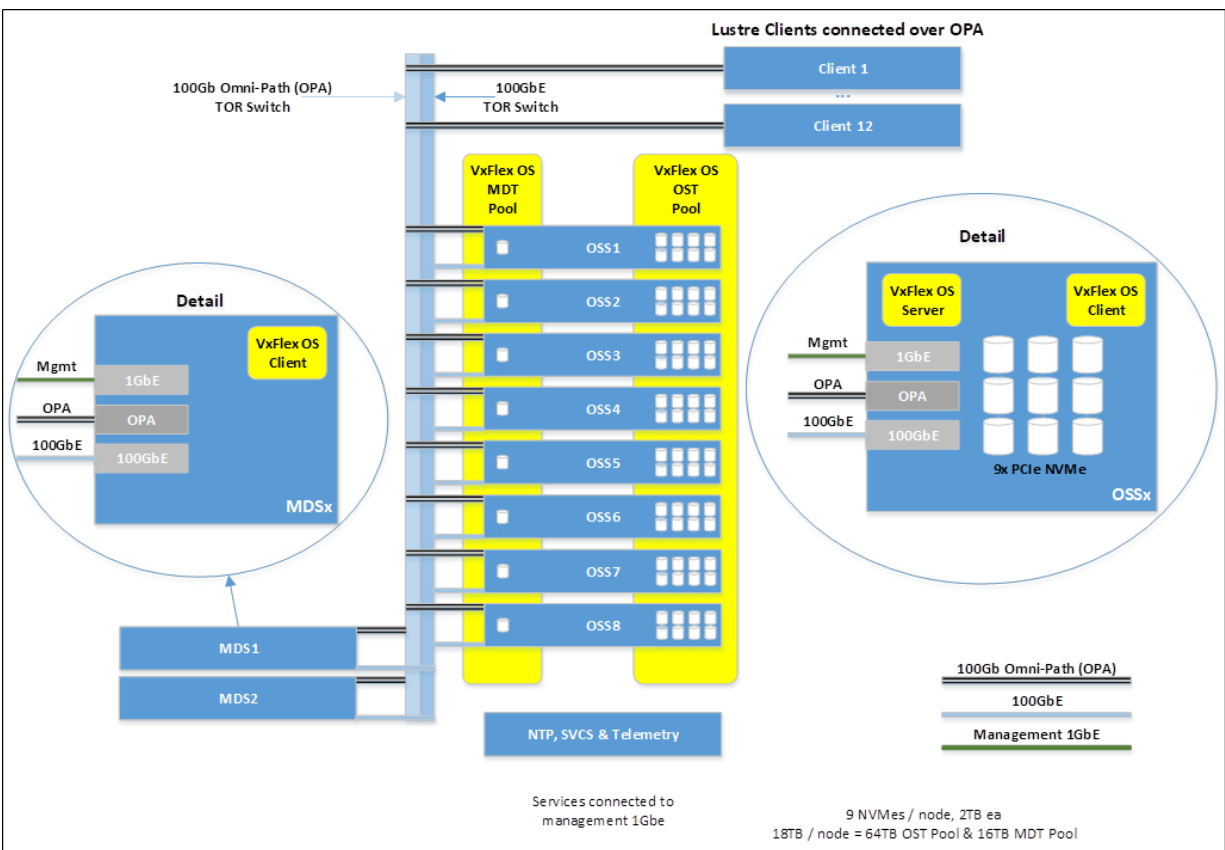 Lustre Clients connected over OPA
Client 1
...
Client 12
100Gb Omni-Path (OPA)
TOR Switch
100GbE
TOR Switch
VxFlex OS
MDT
Pool
VxFlex OS
OST
Pool
OSS1
OSS2
OSS3
OSS4
OSS5
OSS6
OSS7
OSS8
Detail
VxFlex OS
Client
Mgmt
1GbE
OPA
OPA
100GbE
100GbE
MDSx
MDS1
MDS2
Detail
VxFlex OS
Server
VxFlex OS
Client
Mgmt
1GbE
OPA
OPA
100GbE
100GbE
9x PCIe NVMe
OSSx
NTP, SVCS & Telemetry
Services connected to
management 1Gbe
100Gb Omni-Path (OPA)
100GbE
Management 1GbE
9 NVMes / node, 2TB ea
18TB / node = 64TB OST Pool & 16TB MDT Pool